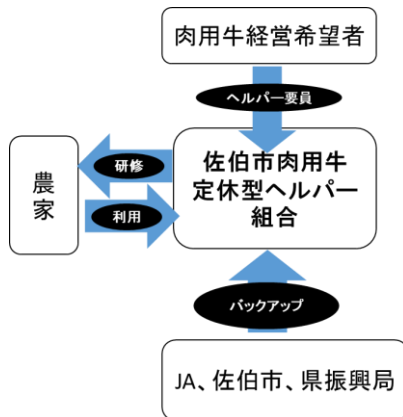 肉用牛経営希望者
ヘルパー要員
研修
農家
利用
佐伯市肉用牛
定休型ヘルパー
組合
バックアップ
JA、佐伯市、県振興局